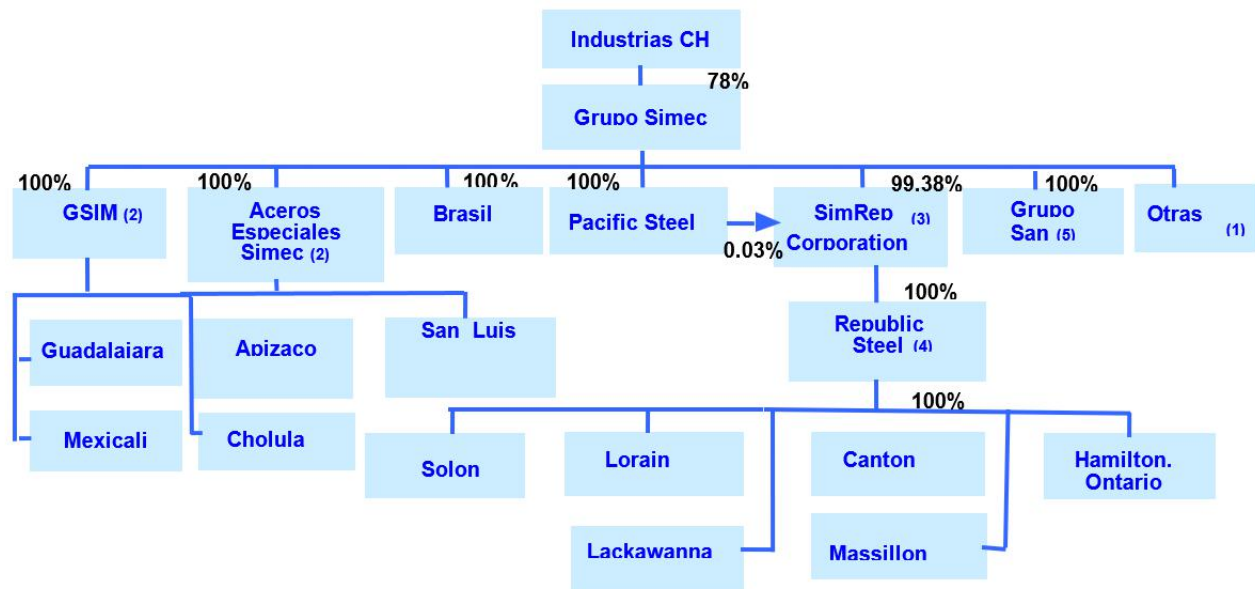 Industrias CH
78%
Grupo Simec
100%
100%
100%
100%
99.38%
100%
GSIM (2)
Aceros
Especiales
Simec (2)
Brasil
Pacific Steel
0.03%
SimRep (3)
Corporation
Grupo
San (5)
Otras (1)
100%
Republic
Steel (4)
Guadalajara
Apizaco
San Luis
100%
Mexicali
Cholula
Solon
Lorain
Canton
Hamilton.
Ontario
Lackawanna
Massillon